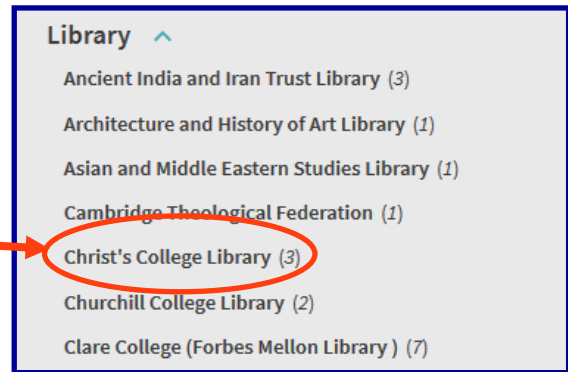 Library
Ancient India and Iran Trust Library (3)
Architecture and History of Art Library (1)
Asian and Middle Eastern Studies Library (1)
Cambridge Theological Federation (1)
Christ's College Library (3)
Churchill College Library (2)
Clare College (Forbes Mellon Library ) (7)